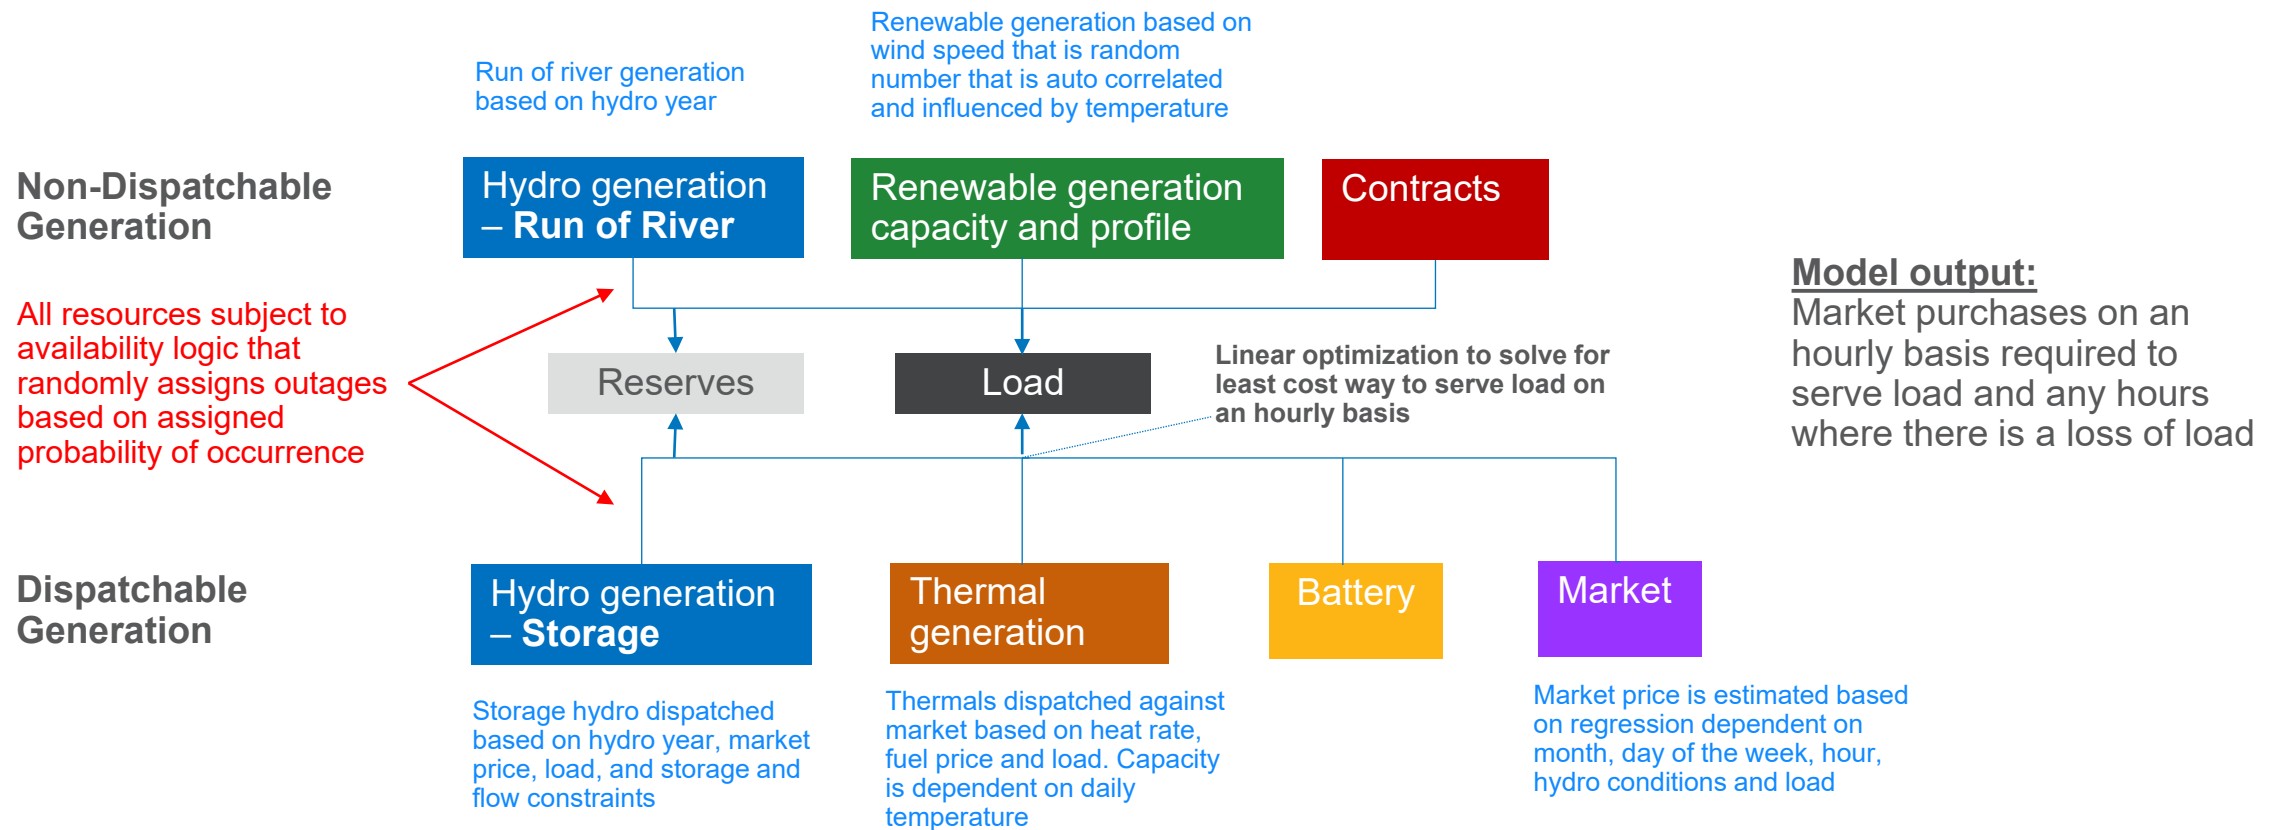 Renewable generation based on
wind speed that is random
number that is auto correlated
and influenced by temperature
Run of river generation
based on hydro year
Non-Dispatchable
Generation
Hydro generation
– Run of River
Renewable generation
capacity and profile
Contracts
All resources subject to
availability logic that
randomly assigns outages
based on assigned
probability of occurrence
Reserves
Load
Linear optimization to solve for
least cost way to serve load on
an hourly basis
Model output:
Market purchases on an
hourly basis required to
serve load and any hours
where there is a loss of load
Dispatchable
Generation
Hydro generation
– Storage
Thermal
generation
Battery
Market
Storage hydro dispatched
based on hydro year, market
price, load, and storage and
flow constraints
Thermals dispatched against
market based on heat rate,
fuel price and load. Capacity
is dependent on daily
temperature
Market price is estimated based
on regression dependent on
month, day of the week, hour,
hydro conditions and load